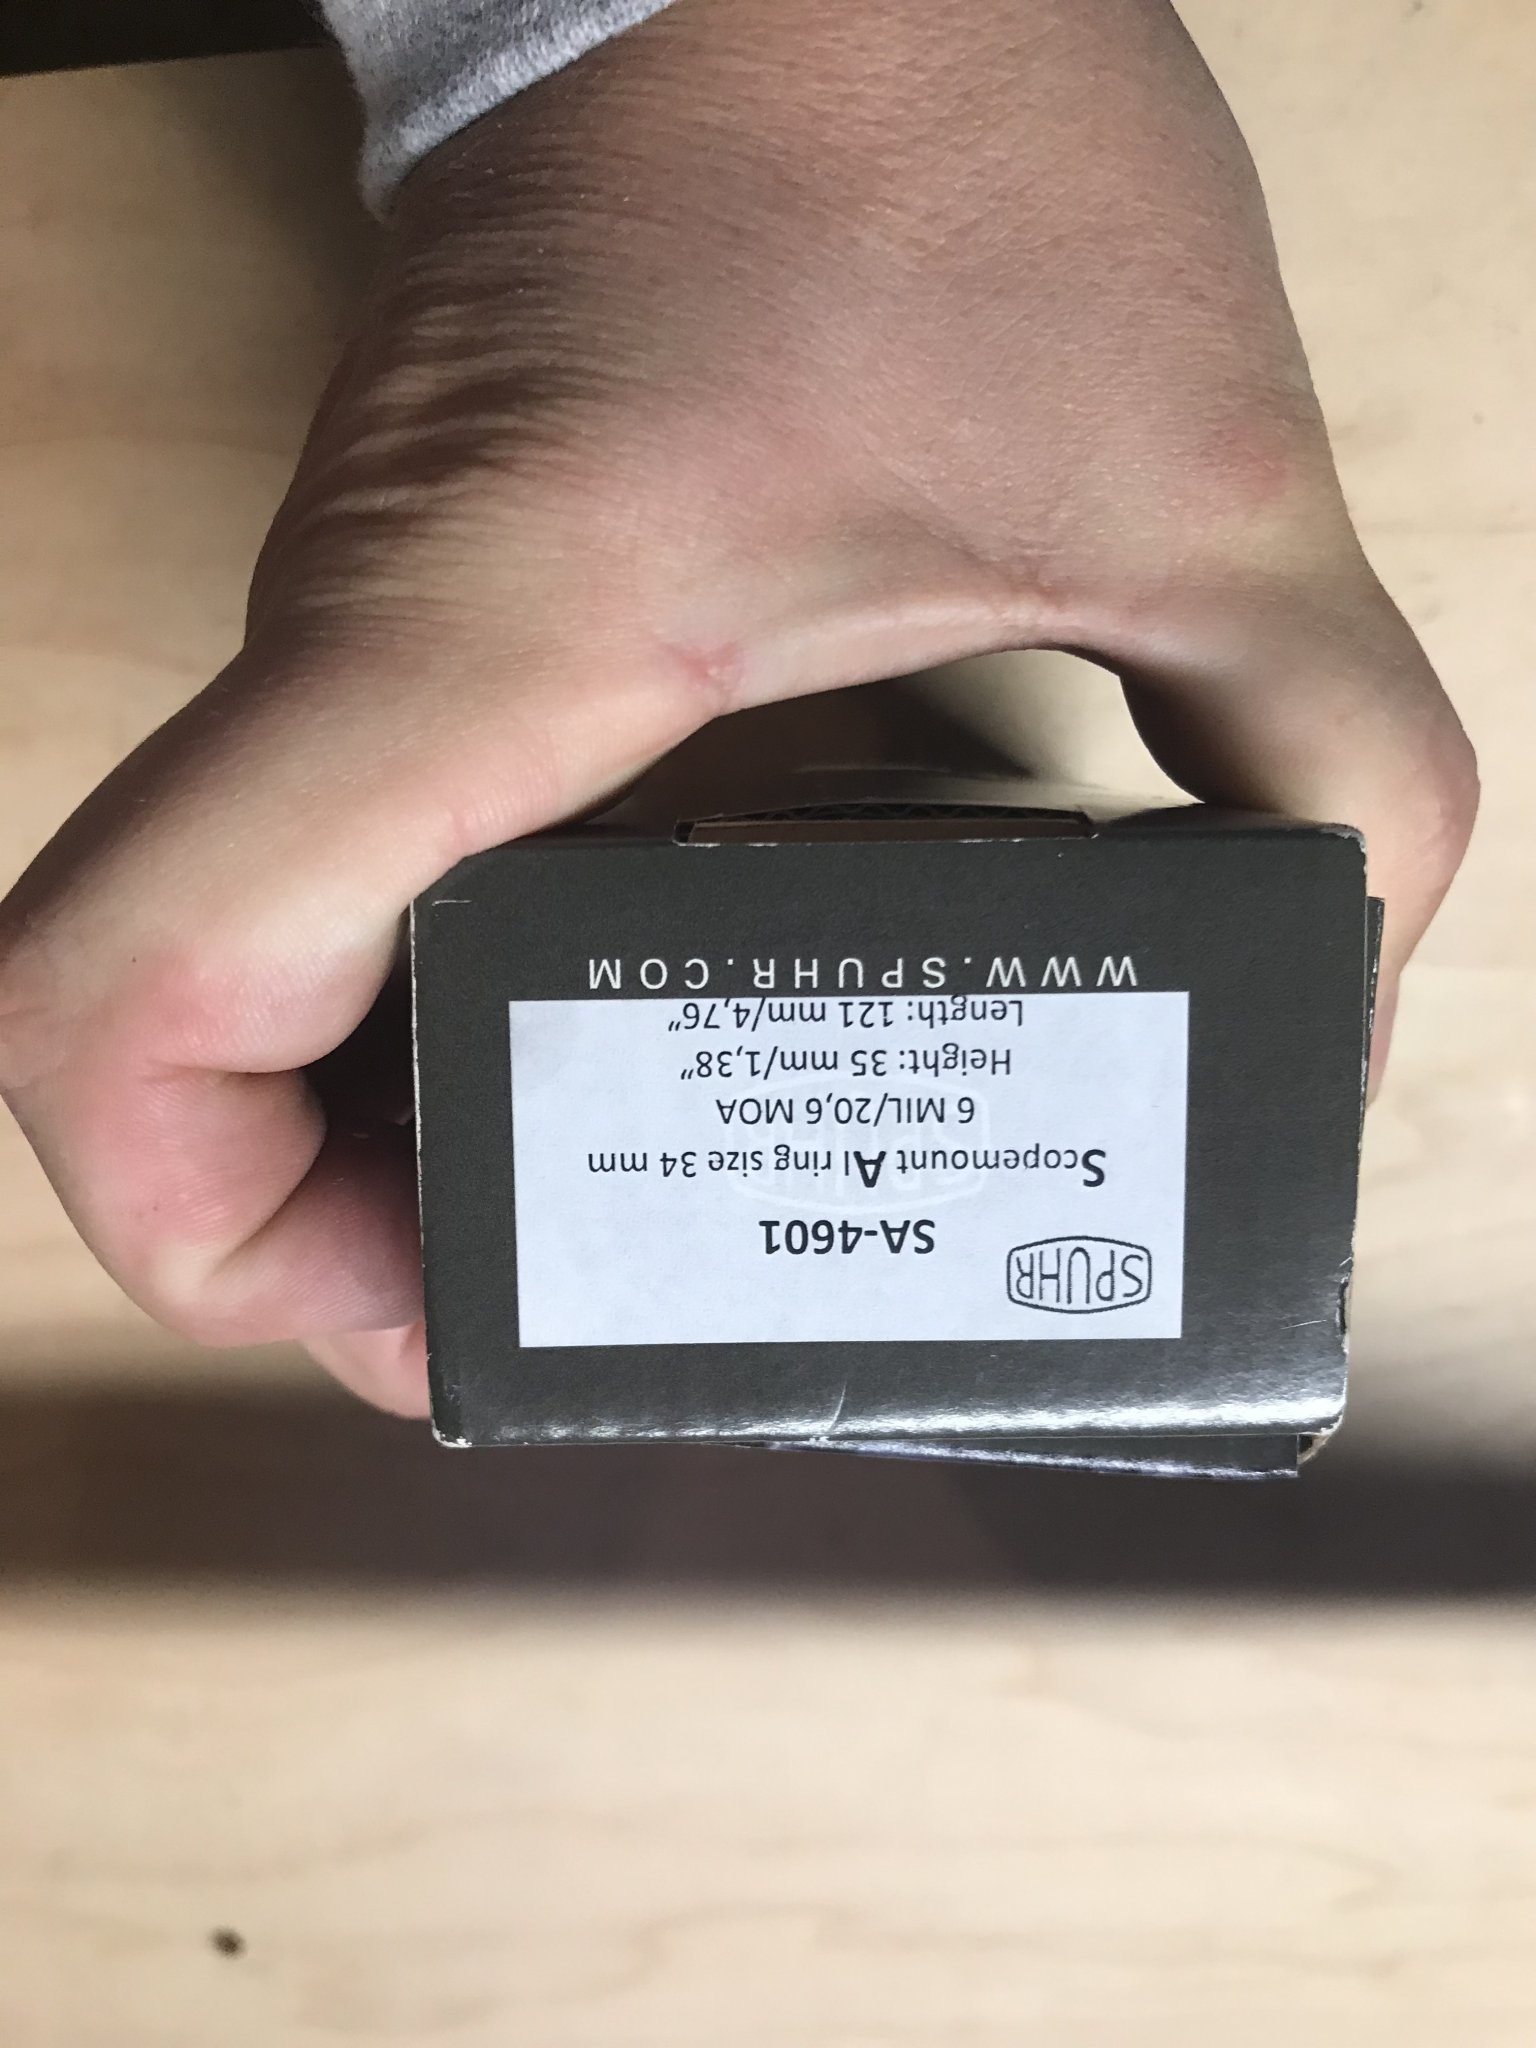 SPUHR
SA-4601
Scopemount Al ring size 34 mm
6 MIL/20,6 MOA
Height: 35 mm/1,38”
Length: 121 mm/4,76”
WWW.SPUHR.COM
SPUHR